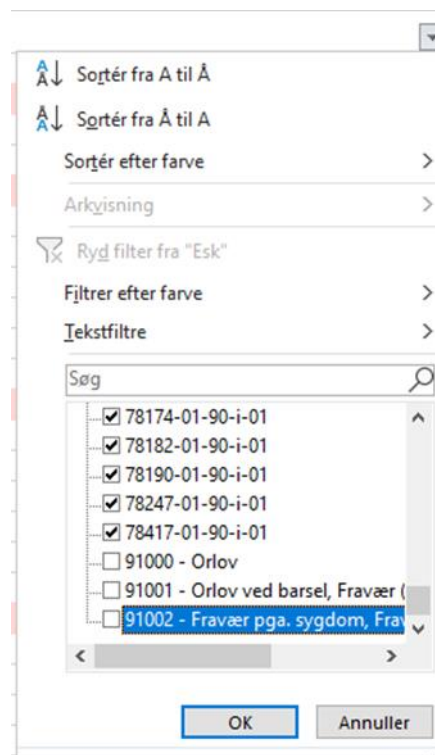 Sortér fra A til Å
Sortér fra Å til A
Sortér efter farve
Arkvisning
Ryd filter fra "Esk"
Filtrer efter farve
Tekstfiltre
Søg
78174-01-90-i-01
78182-01-90-i-01
78190-01-90-i-01
78247-01-90-i-01
78417-01-90-i-01
91000 - Orlov
91001 - Orlov ved barsel, Fravær (
91002 - Fravær pga. sygdom, Frav
OK Annuller